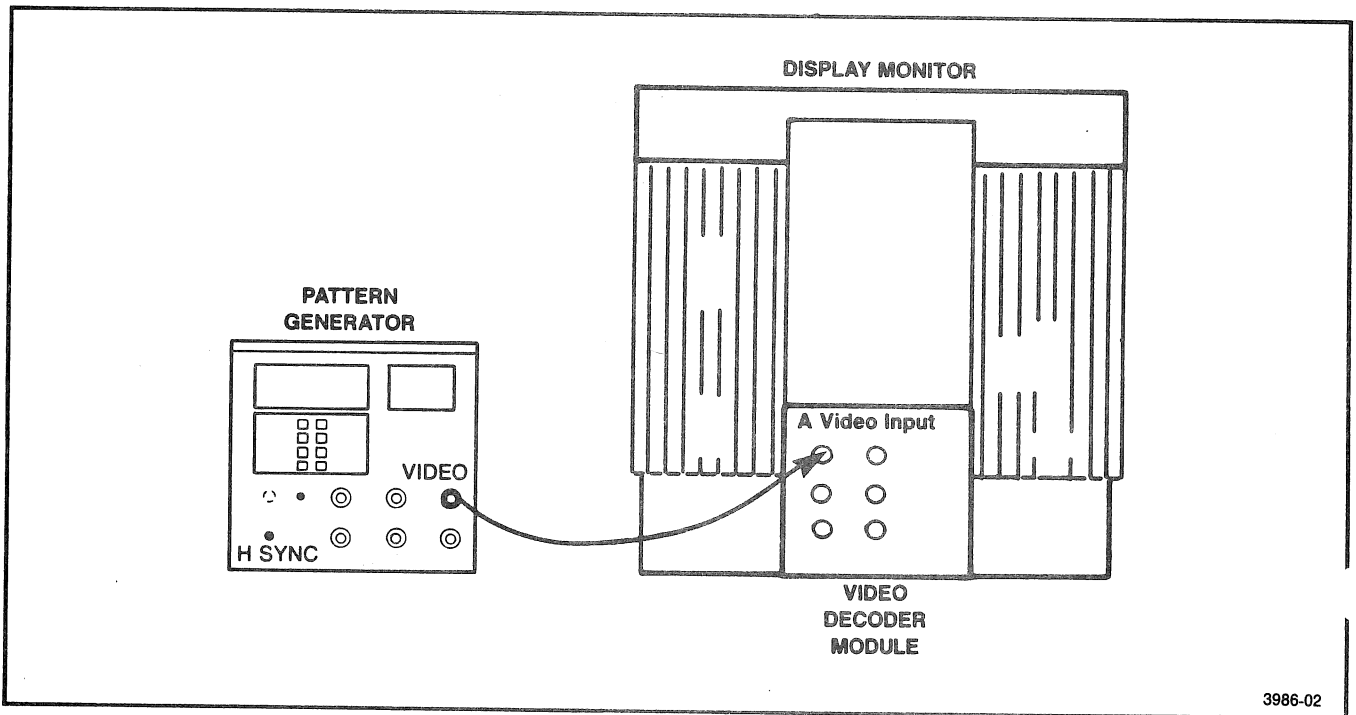 DISPLAY MONITOR
PATTERN
GENERATOR
A Video Input
VIDEO
H SYNC
VIDEO
DECODER
MODULE
3986-02